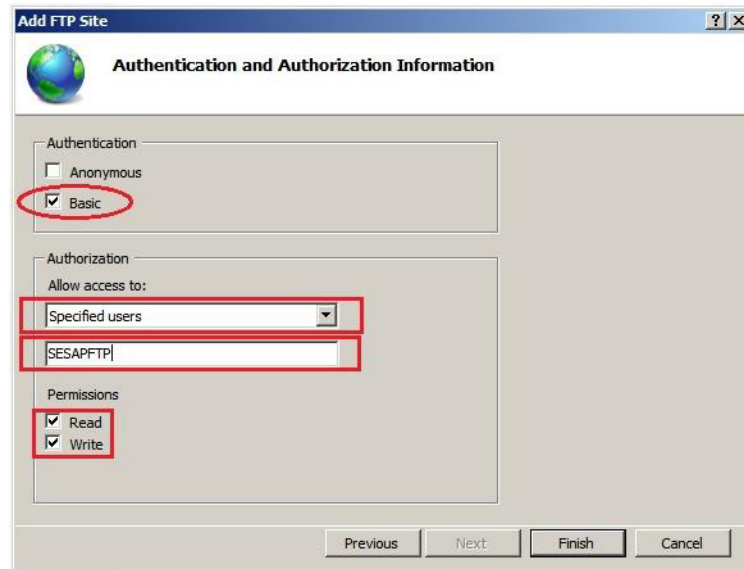 Add FTP Site
Authentication and Authorization Information
Authentication
Anonymous
Basic
Authorization
Allow access to:
Specified users
SESAPFTP
Permissions
Read
Write
Previous Next Finish Cancel